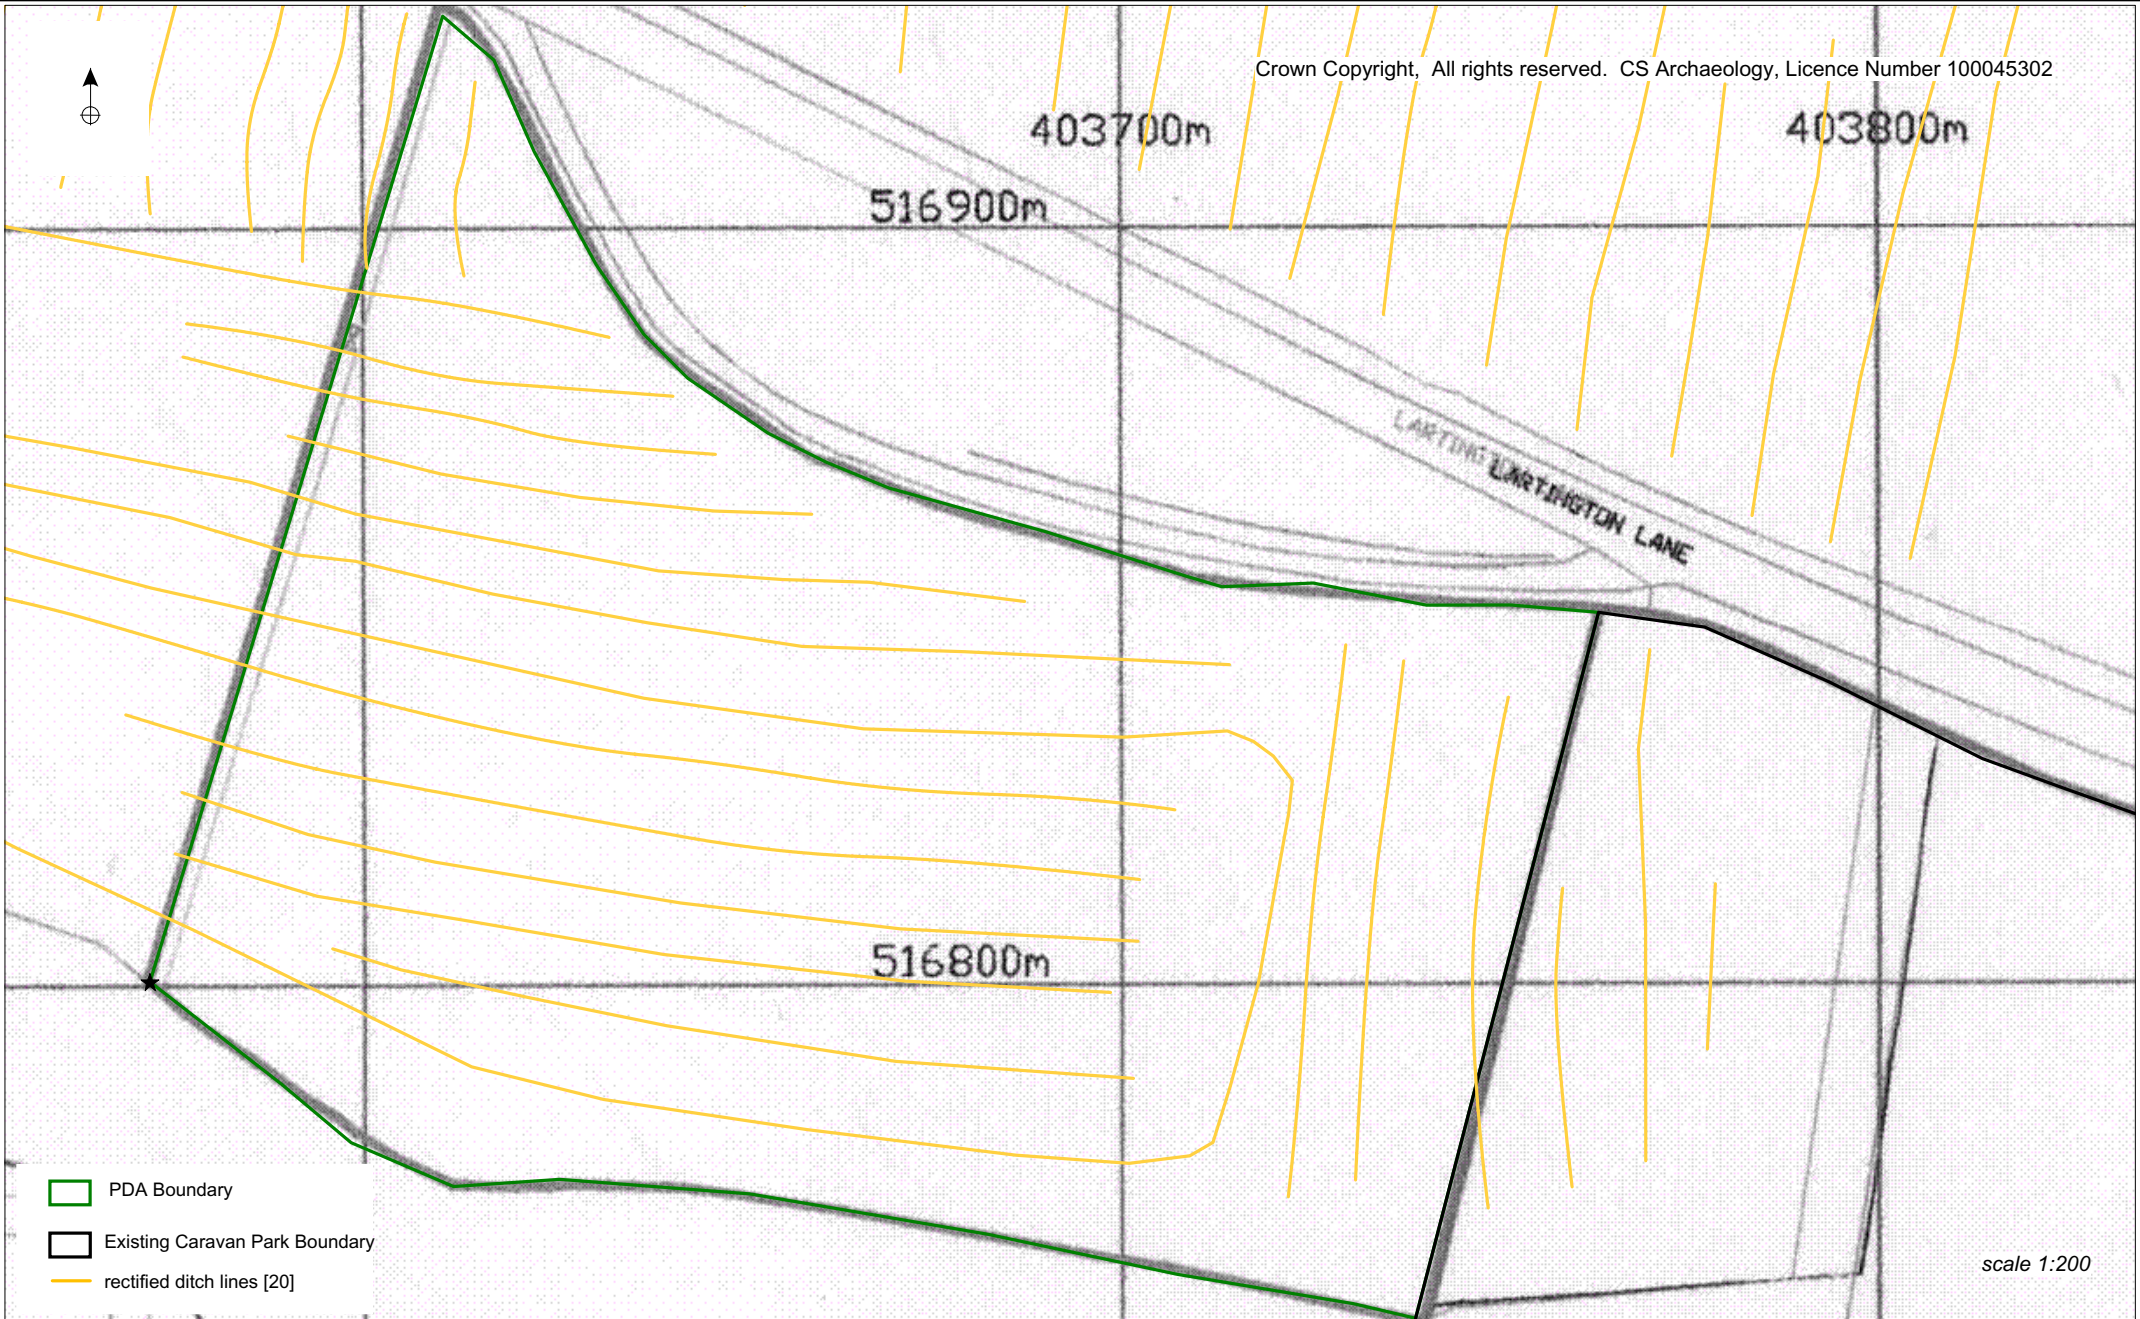 Crown Copyright,  All rights reserved.  CS Archaeology, Licence Number 100045302
403700m
403800m
516900m
LARTING
LARTINGTON LANE
516800m
PDA Boundary
Existing Caravan Park Boundary
rectified ditch lines [20]
scale 1:200